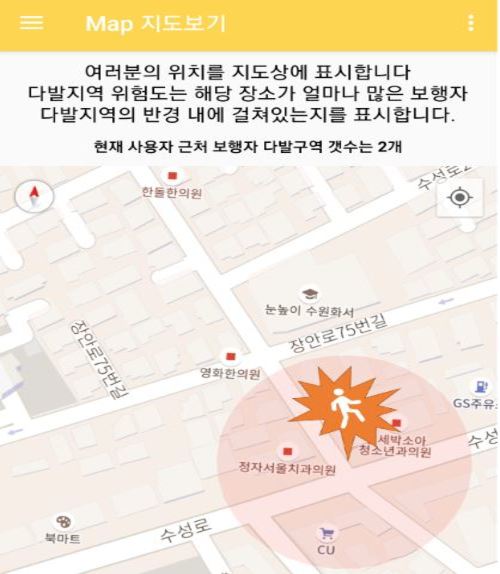 Map 지도보기
여러분의 위치를 지도상에 표시합니다
다발지역 위험도는 해당 장소가 얼마나 많은 보행자
다발지역의 반경 내에 걸쳐있는지를 표시합니다.
현재 사용자 근처 보행자 다발구역 갯수는 2개
수성로2
한돌한의원
눈높이 수원화서
장안로75번길
장안로75번길
영화한의원
GS주유소
세박소아
청소년과의원
수성
정자서울치과의원
북마트
수성로
CU